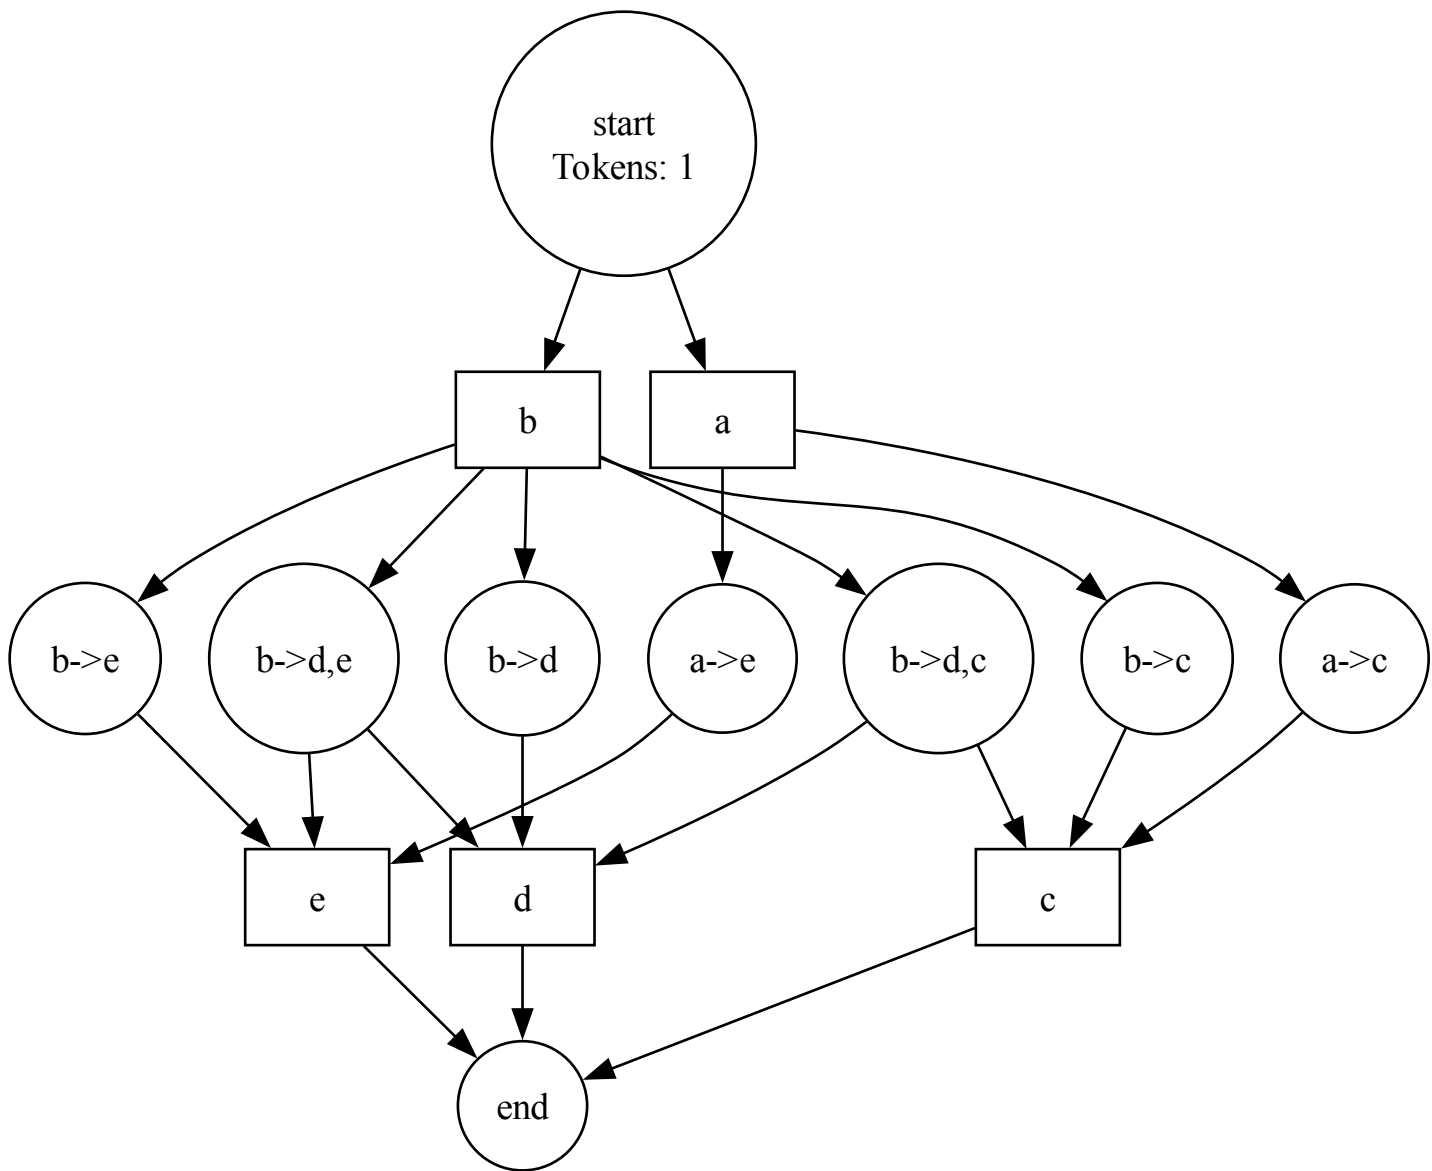 start
Tokens: 1
b
a
b->e
b->d,e
b->d
a->e
b->d,c
b->c
a->c
e
d
c
end